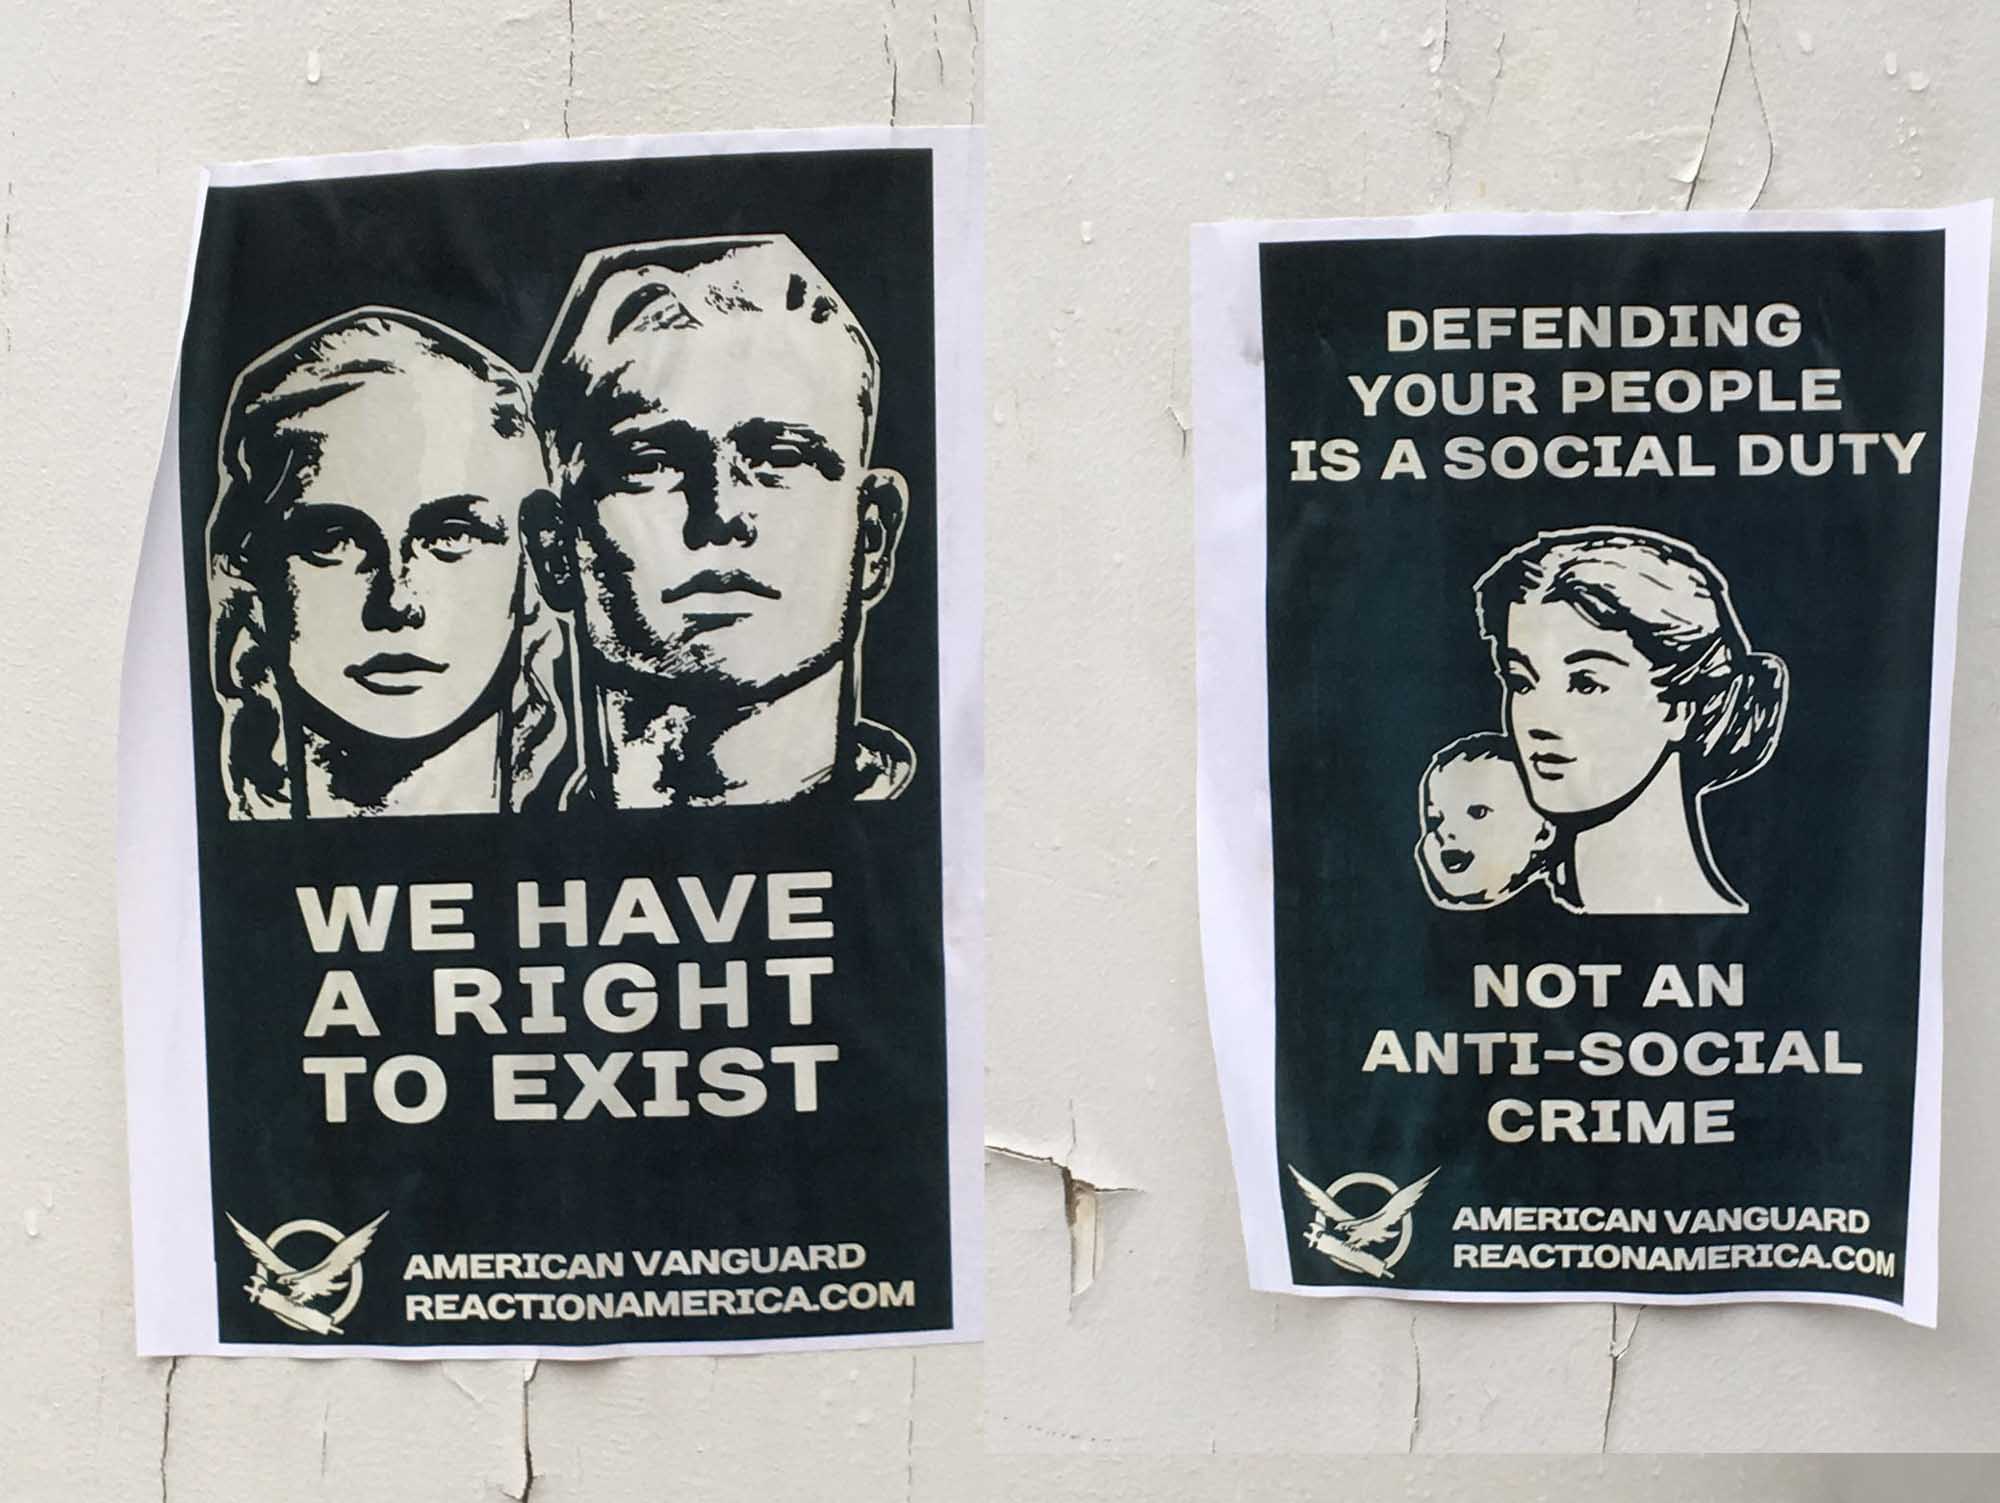 WE HAVE
A RIGHT
TO EXIST
AMERICAN VANGUARD
REACTIONAMERICA.COM
DEFENDING
YOUR PEOPLE
IS A SOCIAL DUTY
NOT AN
ANTI-SOCIAL
CRIME
AMERICAN VANGUARD
REACTIONAMERICA.COM